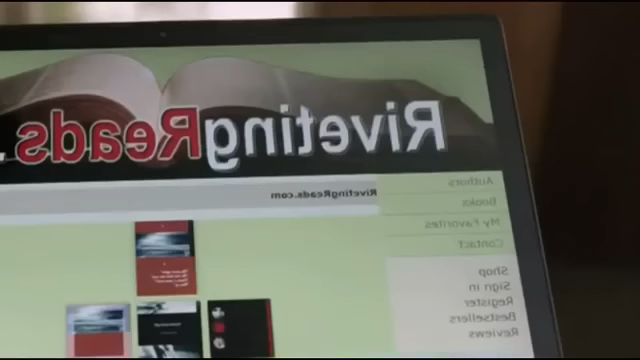 RivetingReads.
RivetingReads.com
Authors
Books
My Favorites
Contact
Shop
Sign in
Register
Bestsellers
Reviews